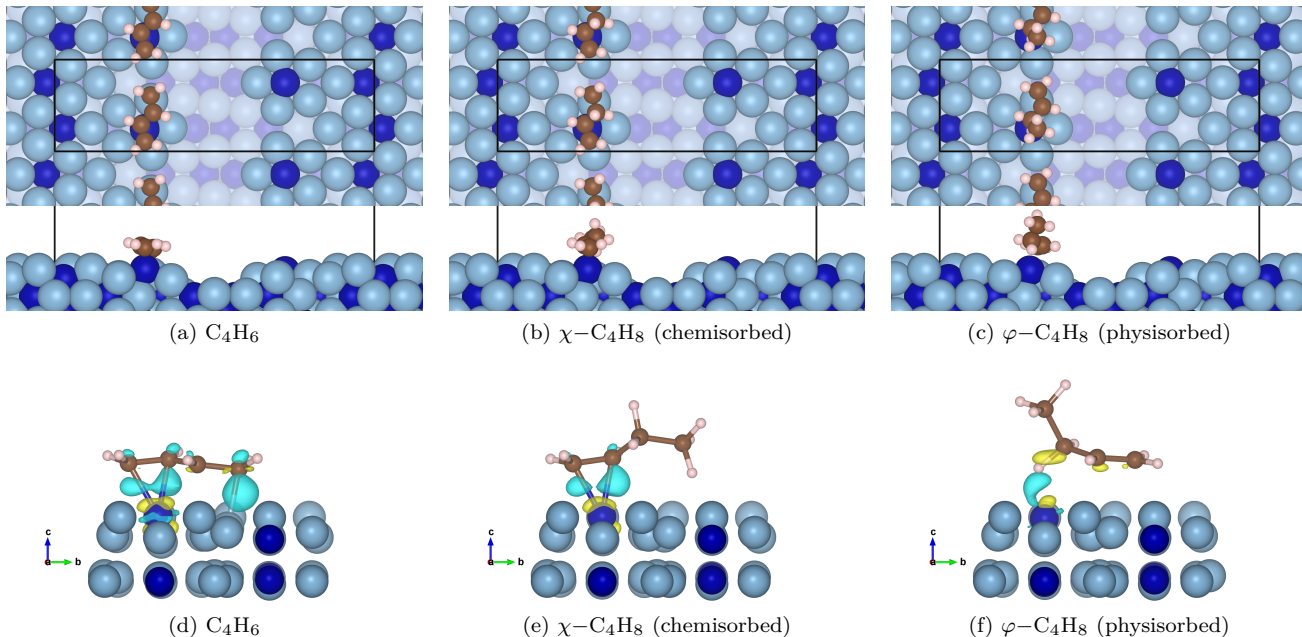 (a) C₄H₆
(b) χ−C₄H₈ (chemisorbed)
(c) φ−C₄H₈ (physisorbed)
c
a
b
(d) C₄H₆
c
a
b
(e) χ−C₄H₈ (chemisorbed)
c
a
b
(f) φ−C₄H₈ (physisorbed)